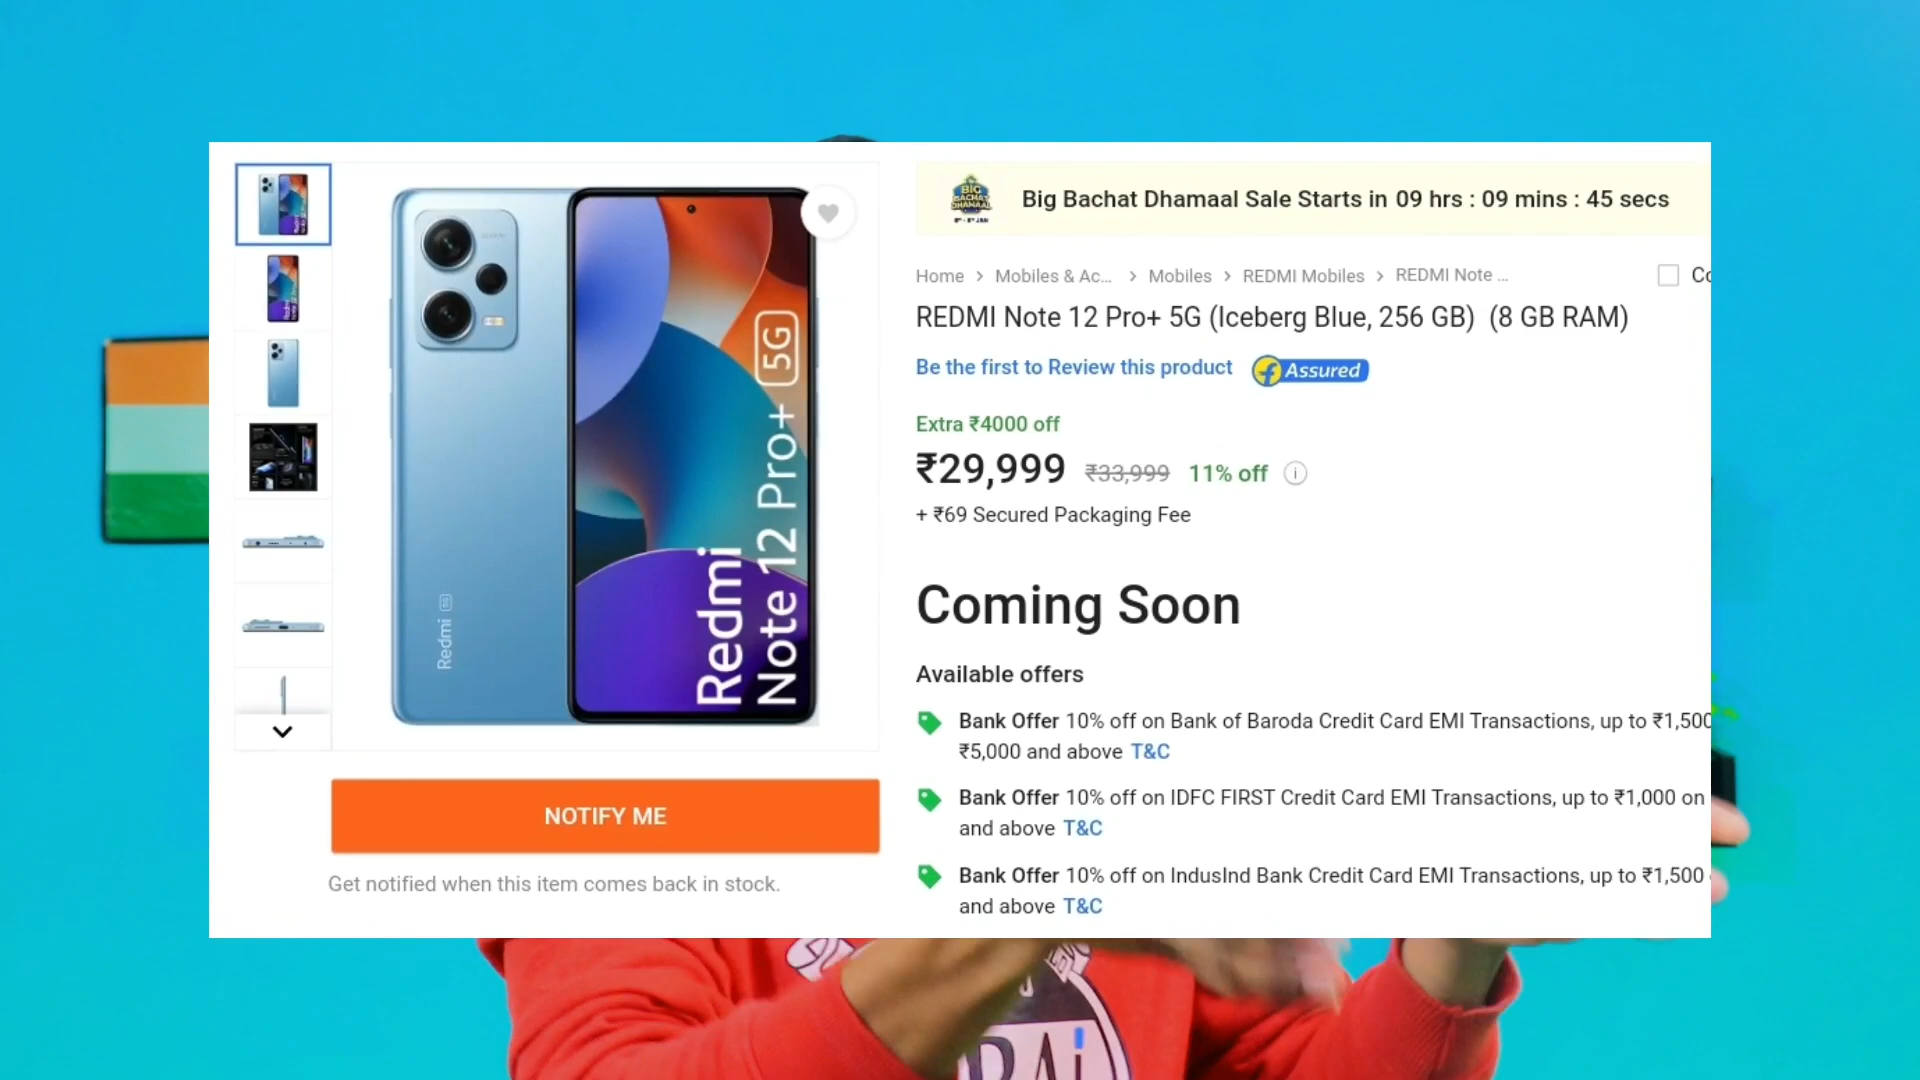 BIG
BACHAT
DHAMAAL
Big Bachat Dhamaal Sale Starts in 09 hrs : 09 mins : 45 secs
Home > Mobiles & Ac... > Mobiles > REDMI Mobiles > REDMI Note ...
REDMI Note 12 Pro+ 5G (Iceberg Blue, 256 GB) (8 GB RAM)
Be the first to Review this product
Assured
Extra ₹4000 off
₹29,999 ₹33,999 11% off
+ ₹69 Secured Packaging Fee
Coming Soon
Available offers
Bank Offer 10% off on Bank of Baroda Credit Card EMI Transactions, up to ₹1,500
₹5,000 and above T&C
Bank Offer 10% off on IDFC FIRST Credit Card EMI Transactions, up to ₹1,000 on
and above T&C
Bank Offer 10% off on IndusInd Bank Credit Card EMI Transactions, up to ₹1,500
and above T&C
Redmi
Note 12 Pro+ 5G
Redmi 5G
NOTIFY ME
Get notified when this item comes back in stock.